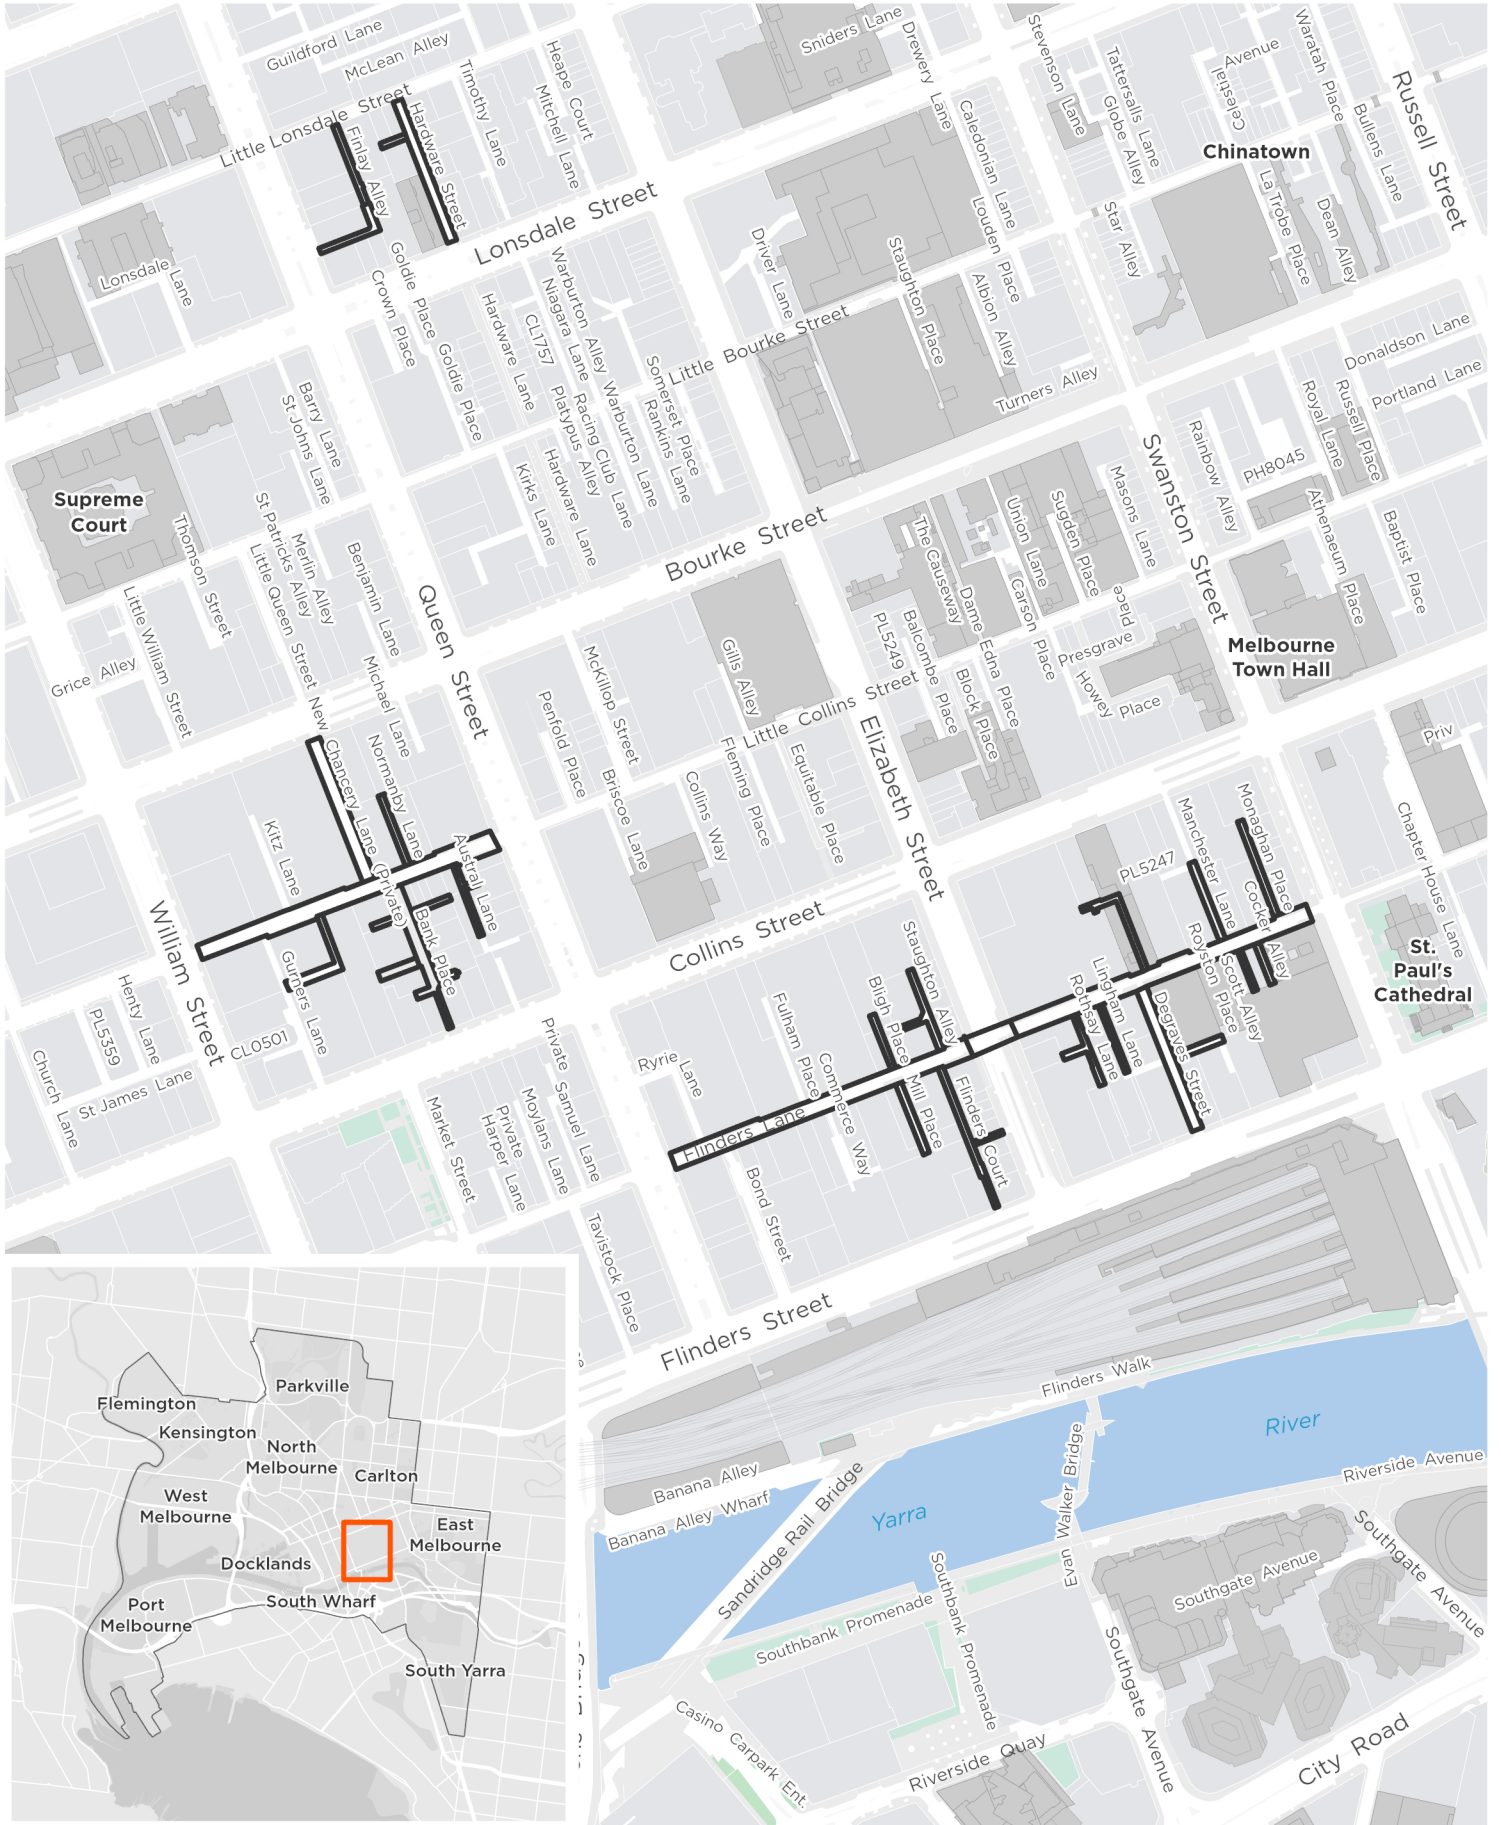 Guildford Lane
McLean Alley
Sniders Lane
Drewery Lane
Stevenson Lane
Tattersalls Lane
Globe Alley
Celestial
Avenue
Waratah Place
Bullens Lane
Russell Street
Heape Court
Mitchell Lane
Timothy Lane
Little Lonsdale Street
Hardware Street
Finlay Alley
Caledonian Lane
Chinatown
La Trobe Place
Dean Alley
Star Alley
Louden Place
Lonsdale Street
Lonsdale Lane
Driver Lane
Staughton Place
Albion Alley
Goldie Place
Crown Place
Goldie Place
Hardware Lane
CL1757
Niagara Lane
Warburton Alley
Platypus Alley
Racing Club Lane
Warburton Lane
Somerset Place
Rankins Lane
Little Bourke Street
Turners Alley
Donaldson Lane
Portland Lane
Royal Lane
Russell Place
Rainbow Alley
PH8045
Swanston Street
Barry Lane
St Johns Lane
Supreme
Court
Thomson Street
St Patricks Alley
Merlin Alley
Little Queen Street
Benjamin Lane
Kirks Lane
Hardware Lane
Bourke Street
The Causeway
Union Lane
Sugden Place
Masons Lane
Athenaeum Place
Baptist Place
Queen Street
Little William Street
Grice Alley
Michael Lane
New Chancery Lane (Private)
McKillop Street
Penfold Place
Gills Alley
PL5249
Balcombe Place
Dame Edna Place
Block Place
Carson Place
Presgrave
Place
Howey
Place
Melbourne
Town Hall
Little Collins Street
Normanby Lane
Kitz Lane
Austral Lane
Briscoe Lane
Collins Way
Fleming Place
Equitable Place
Elizabeth Street
Priv
Manchester Lane
Monaghan Place
Chapter House Lane
PL5247
William Street
Gurners Lane
Bank Place
Collins Street
Staughton Alley
Bligh Place
Cocker Alley
Royston Place
Scott Alley
St.
Paul's
Cathedral
Henty Lane
PL5359
CL0501
St James Lane
Church Lane
Private
Samuel Lane
Ryrie Lane
Fulham Place
Commerce Way
Mill Place
Rothsay Lane
Lingham Lane
Degraves Street
Flinders Court
Flinders Lane
Market Street
Private
Harper Lane
Moylans Lane
Bond Street
Tavistock Place
Flinders Street
Flinders Walk
Banana Alley
Banana Alley Wharf
Sandridge Rail Bridge
Evan Walker Bridge
Yarra
River
Riverside Avenue
Southgate Avenue
Southgate Avenue
Southbank Promenade
Southbank Promenade
Southgate Avenue
Casino Carpark Ent.
Riverside Quay
City Road
Parkville
Flemington
Kensington
North
Melbourne
Carlton
West
Melbourne
East
Melbourne
Docklands
South Wharf
Port
Melbourne
South Yarra